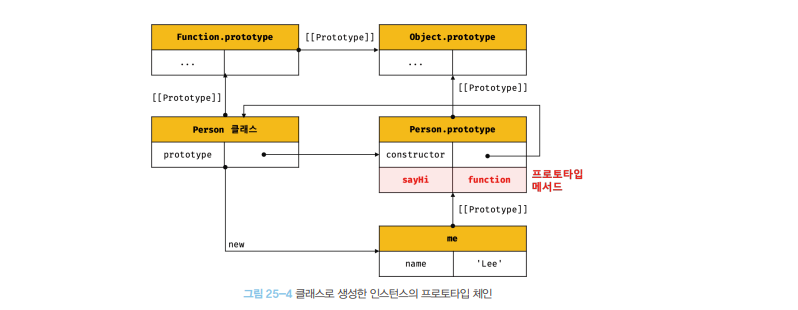 Function.prototype
[[Prototype]]
Object.prototype
...
...
[[Prototype]]
[[Prototype]]
Person 클래스
Person.prototype
prototype
constructor
sayHi
function
프로토타입
메서드
[[Prototype]]
new
me
name
'Lee'
그림 25-4 클래스로 생성한 인스턴스의 프로토타입 체인